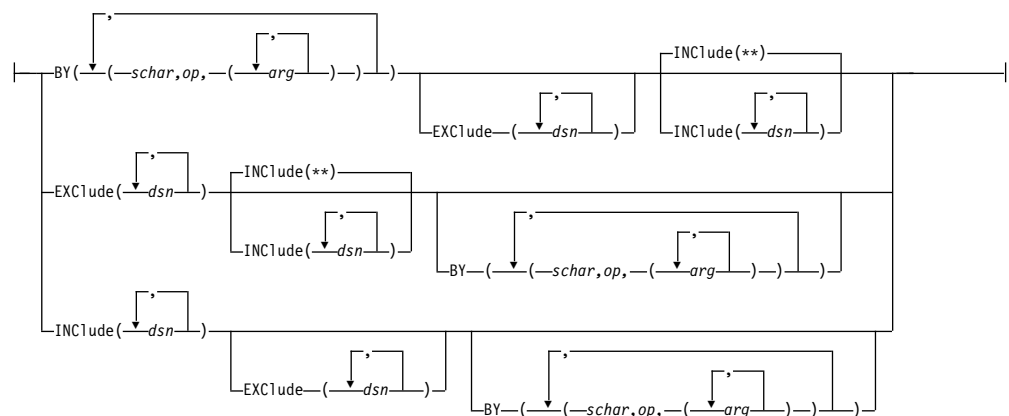 , ,
, INCLude(**)
BY( ( schar,op, ( arg ) ) ) , ,
EXCLude ( dsn ) INCLude( dsn )
, INCLude(**) ,
EXCLude( dsn ) , ,
INCLude( dsn ) BY ( ( schar,op, ( arg ) ) )
,
INCLude( dsn ) , , ,
EXCLude ( dsn ) BY ( ( schar,op, ( arg ) ) )